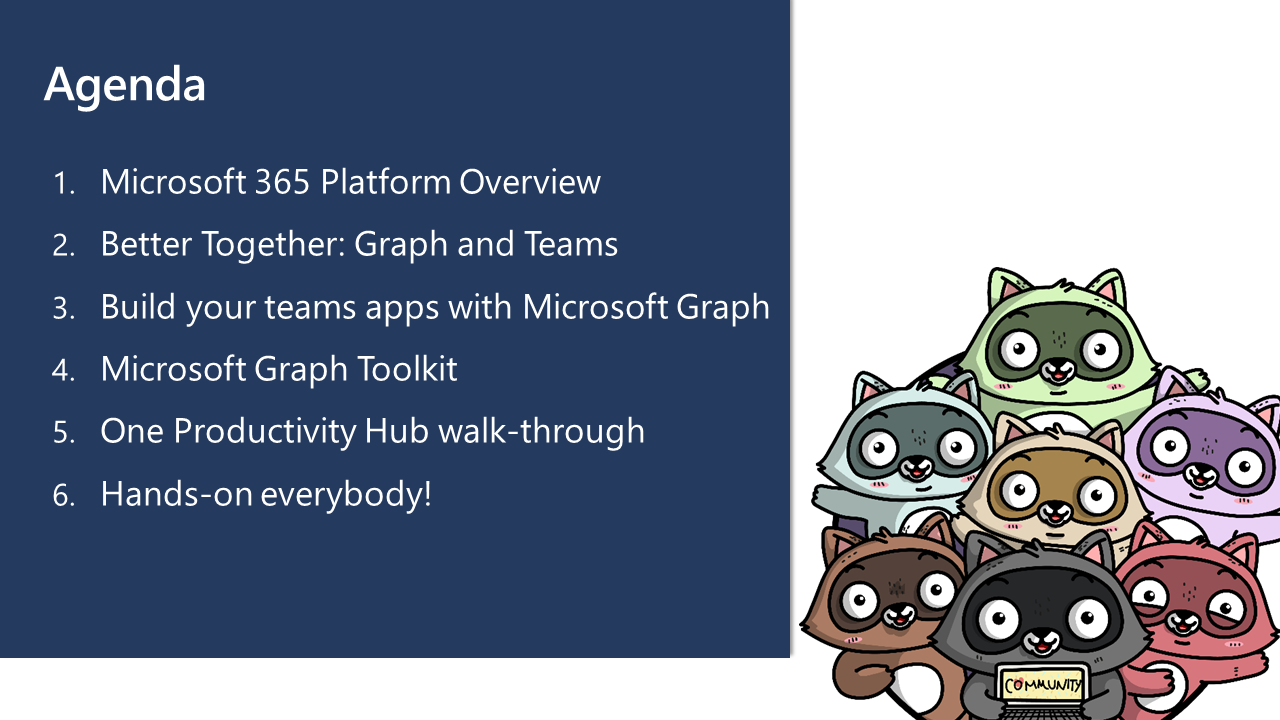 Agenda
1. Microsoft 365 Platform Overview
2. Better Together: Graph and Teams
3. Build your teams apps with Microsoft Graph
4. Microsoft Graph Toolkit
5. One Productivity Hub walk-through
6. Hands-on everybody!
COMMUNITY